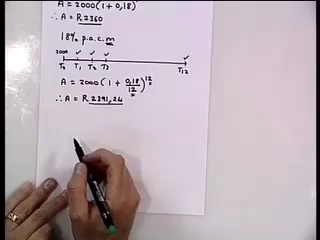 A = 2000(1 + 0,18)
∴ A = R 2360
18% p.a.c.m
2000 ✓ ✓ ✓ ✓
T0 T1 T2 T3 T12
A = 2000(1 + 0,18/12)^12
∴ A = R 2391,24